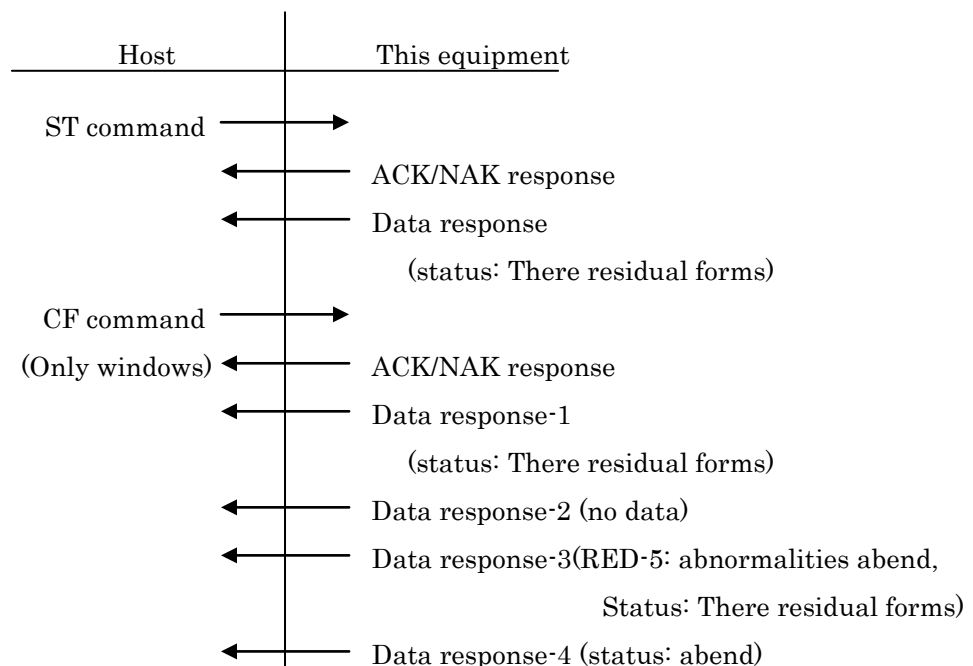 Host This equipment
ST command
ACK/NAK response
Data response
(status: There residual forms)
CF command
(Only windows) ACK/NAK response
Data response-1
(status: There residual forms)
Data response-2 (no data)
Data response-3(RED-5: abnormalities abend,
Status: There residual forms)
Data response-4 (status: abend)